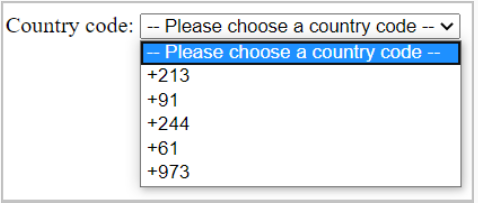 Country code: -- Please choose a country code --
-- Please choose a country code --
+213
+91
+244
+61
+973